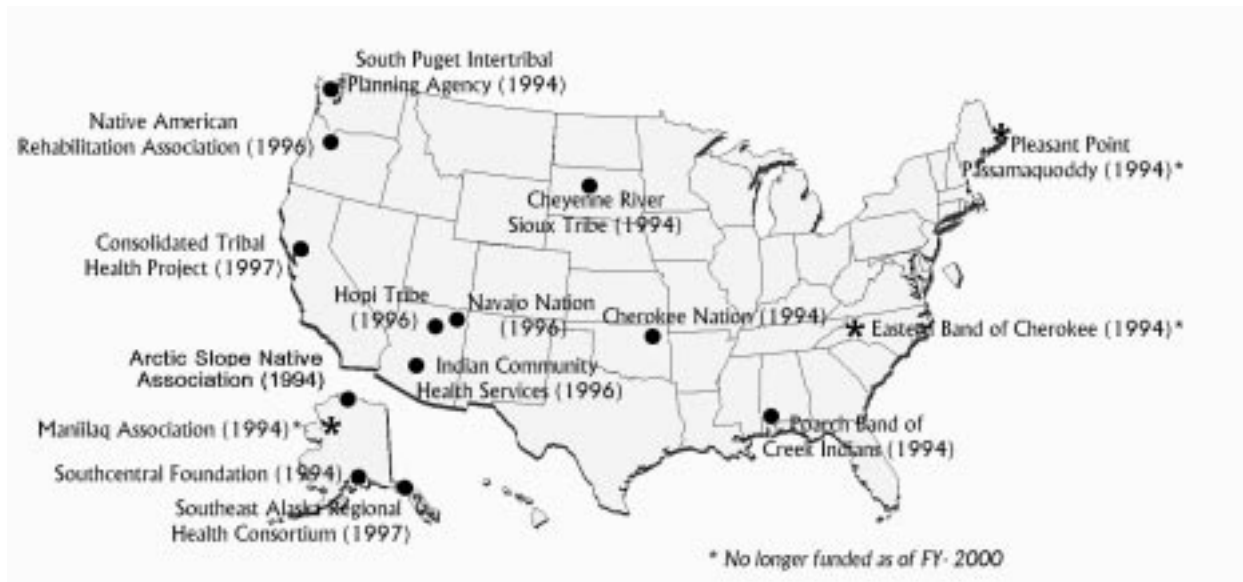 South Puget Intertribal
Planning Agency (1994)
Native American
Rehabilitation Association (1996)
Pleasant Point
Passamaquoddy (1994)*
Cheyenne River
Sioux Tribe (1994)
Consolidated Tribal
Health Project (1997)
Hopi Tribe
(1996)
Navajo Nation
(1996)
Cherokee Nation (1994)
Eastern Band of Cherokee (1994)*
Arctic Slope Native
Association (1994)
Indian Community
Health Services (1996)
Maniilaq Association (1994)*
Poarch Band of
Creek Indians (1994)
Southcentral Foundation (1994)
Southeast Alaska Regional
Health Consortium (1997)
* No longer funded as of FY- 2000